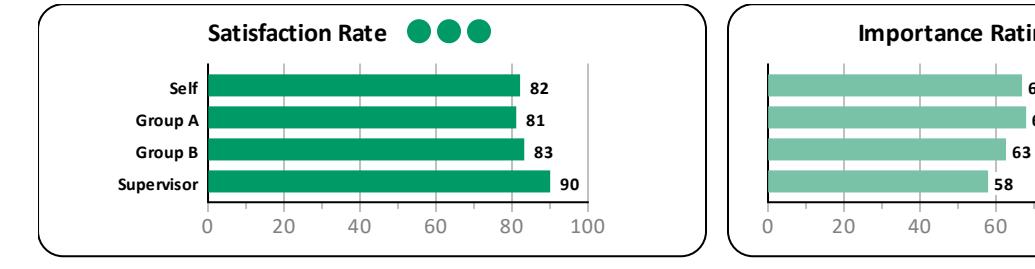 Satisfaction Rate
Self 82
Group A 81
Group B 83
Supervisor 90
0 20 40 60 80 100
Importance
63
58
0 20 40 60